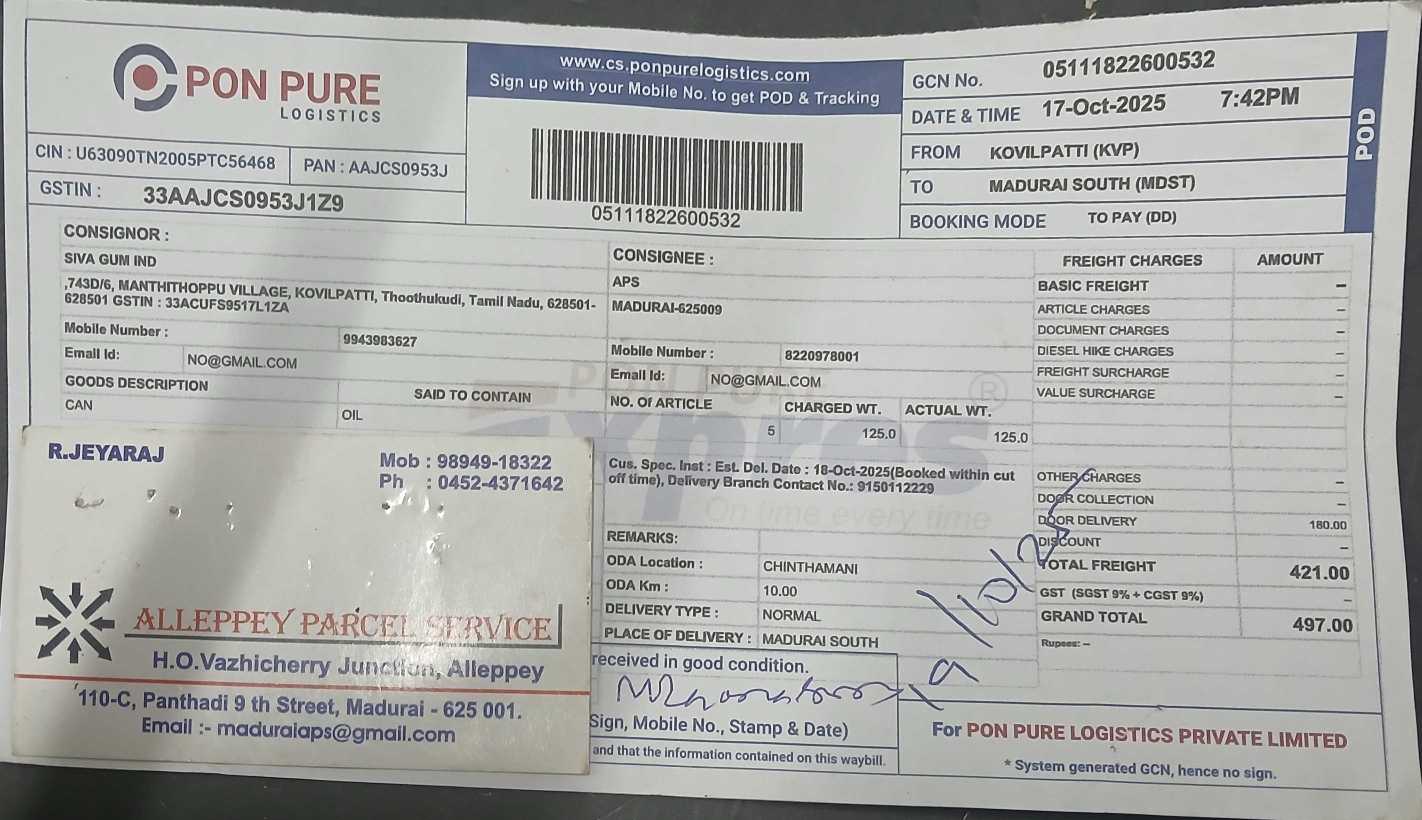 PON PURE
LOGISTICS
CIN : U63090TN2005PTC56468
PAN : AAJCS0953J
GSTIN : 33AAJCS0953J1Z9
www.cs.ponpurelogistics.com
Sign up with your Mobile No. to get POD & Tracking
05111822600532
GCN No. 05111822600532
DATE & TIME 17-Oct-2025 7:42PM
FROM KOVILPATTI (KVP)
TO MADURAI SOUTH (MDST)
BOOKING MODE TO PAY (DD)
POD
CONSIGNOR :
SIVA GUM IND
,743D/6, MANTHITHOPPU VILLAGE, KOVILPATTI, Thoothukudi, Tamil Nadu, 628501-
628501 GSTIN : 33ACUFS9517L1ZA
Mobile Number : 9943983627
Email Id: NO@GMAIL.COM
GOODS DESCRIPTION SAID TO CONTAIN
CAN OIL
CONSIGNEE :
APS
MADURAI-625009
Mobile Number : 8220978001
Email Id: NO@GMAIL.COM
NO. Of ARTICLE CHARGED WT. ACTUAL WT.
5 125.0 125.0
Cus. Spec. Inst : Est. Del. Date : 18-Oct-2025(Booked within cut
off time), Delivery Branch Contact No.: 9150112229
REMARKS:
ODA Location : CHINTHAMANI
ODA Km : 10.00
DELIVERY TYPE : NORMAL
PLACE OF DELIVERY : MADURAI SOUTH
received in good condition.
Sign, Mobile No., Stamp & Date)
and that the information contained on this waybill.
FREIGHT CHARGES AMOUNT
BASIC FREIGHT –
ARTICLE CHARGES –
DOCUMENT CHARGES –
DIESEL HIKE CHARGES –
FREIGHT SURCHARGE –
VALUE SURCHARGE –
OTHER CHARGES –
DOOR COLLECTION –
DOOR DELIVERY 180.00
DISCOUNT –
TOTAL FREIGHT 421.00
GST (SGST 9% + CGST 9%) –
GRAND TOTAL 497.00
Rupees: –
For PON PURE LOGISTICS PRIVATE LIMITED
* System generated GCN, hence no sign.
PON PURE
Xpres ®
On time every time
R.JEYARAJ
Mob : 98949-18322
Ph : 0452-4371642
ALLEPPEY PARCEL SERVICE
H.O.Vazhicherry Junction, Alleppey
110-C, Panthadi 9 th Street, Madurai - 625 001.
Email :- maduraiaps@gmail.com